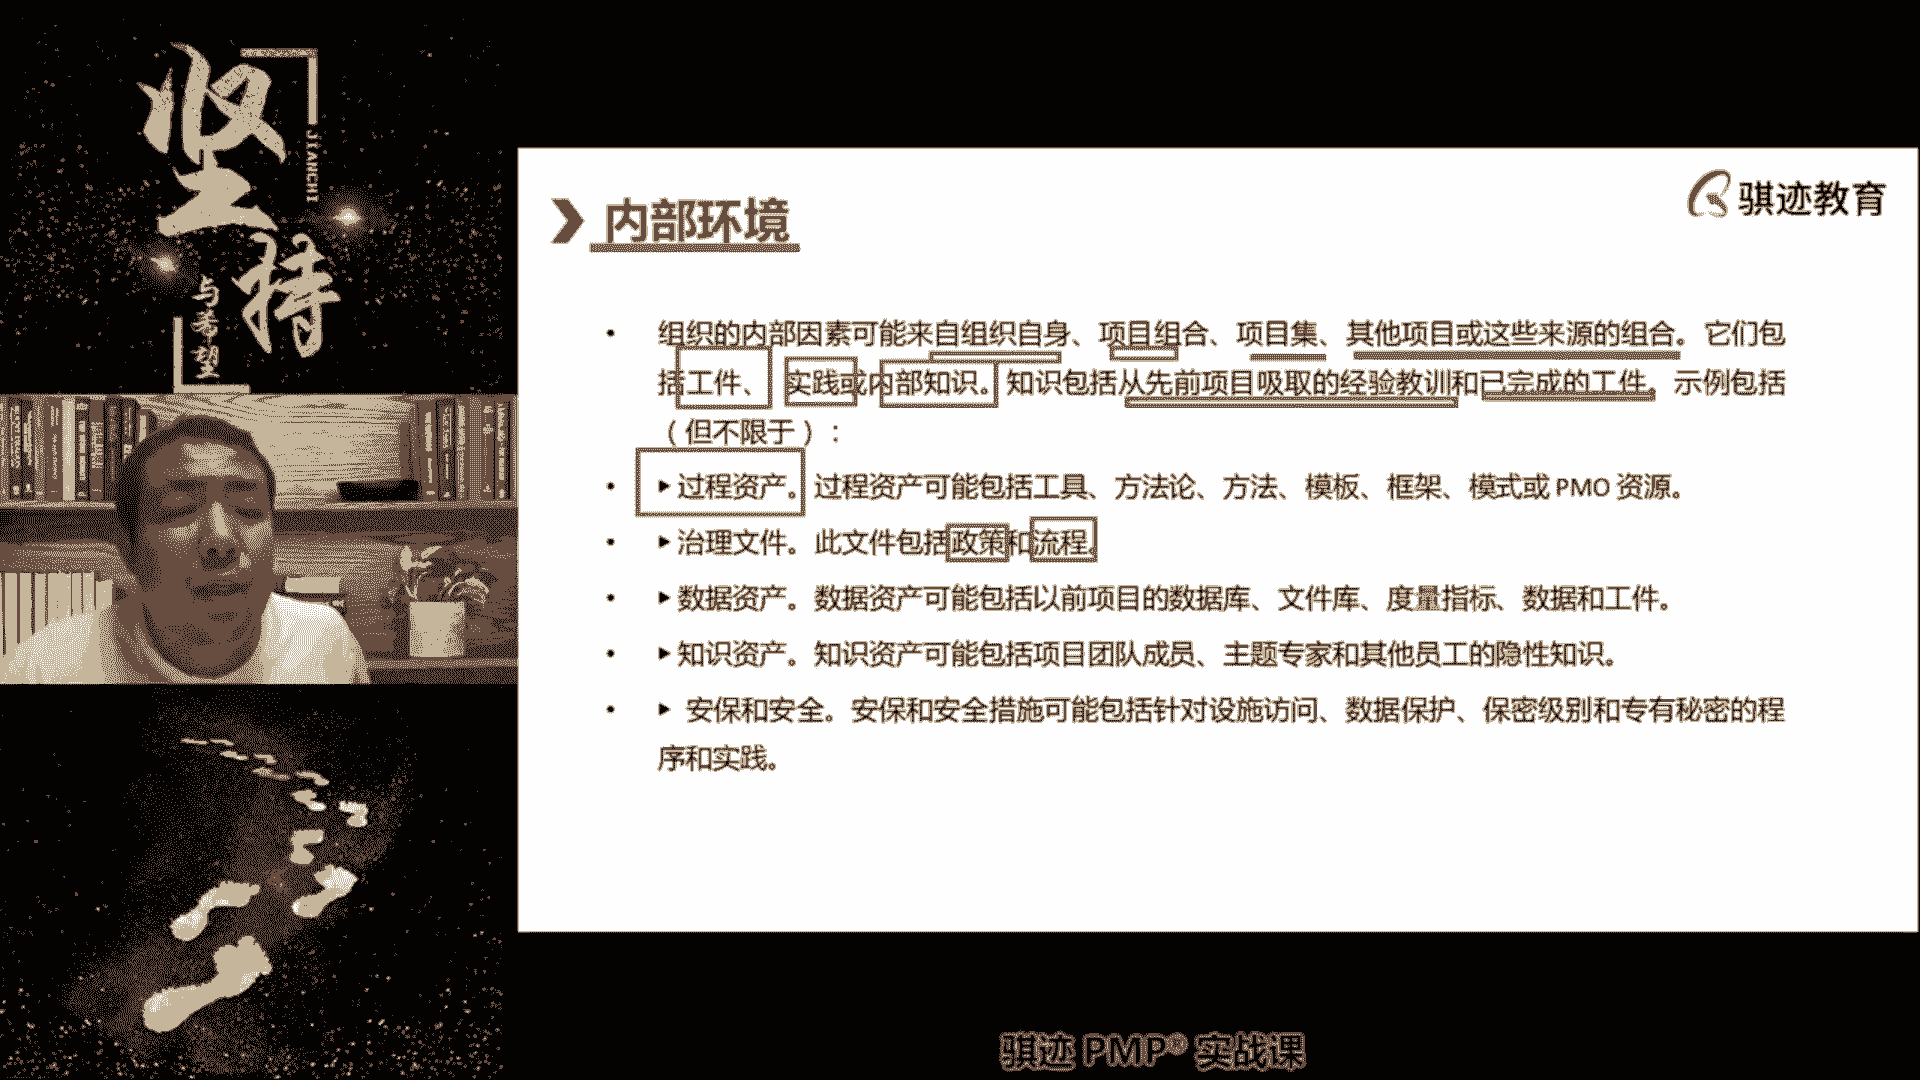 坚持
JIANCHI
与希望
骐迹教育
内部环境
• 组织的内部因素可能来自组织自身、项目组合、项目集、其他项目或这些来源的组合。它们包
括工件、实践或内部知识。知识包括从先前项目吸取的经验教训和已完成的工件。示例包括
（但不限于）：
• ▶过程资产。过程资产可能包括工具、方法论、方法、模板、框架、模式或 PMO 资源。
• ▶治理文件。此文件包括政策和流程。
• ▶数据资产。数据资产可能包括以前项目的数据库、文件库、度量指标、数据和工件。
• ▶知识资产。知识资产可能包括项目团队成员、主题专家和其他员工的隐性知识。
• ▶ 安保和安全。安保和安全措施可能包括针对设施访问、数据保护、保密级别和专有秘密的程
序和实践。
骐迹 PMP® 实战课